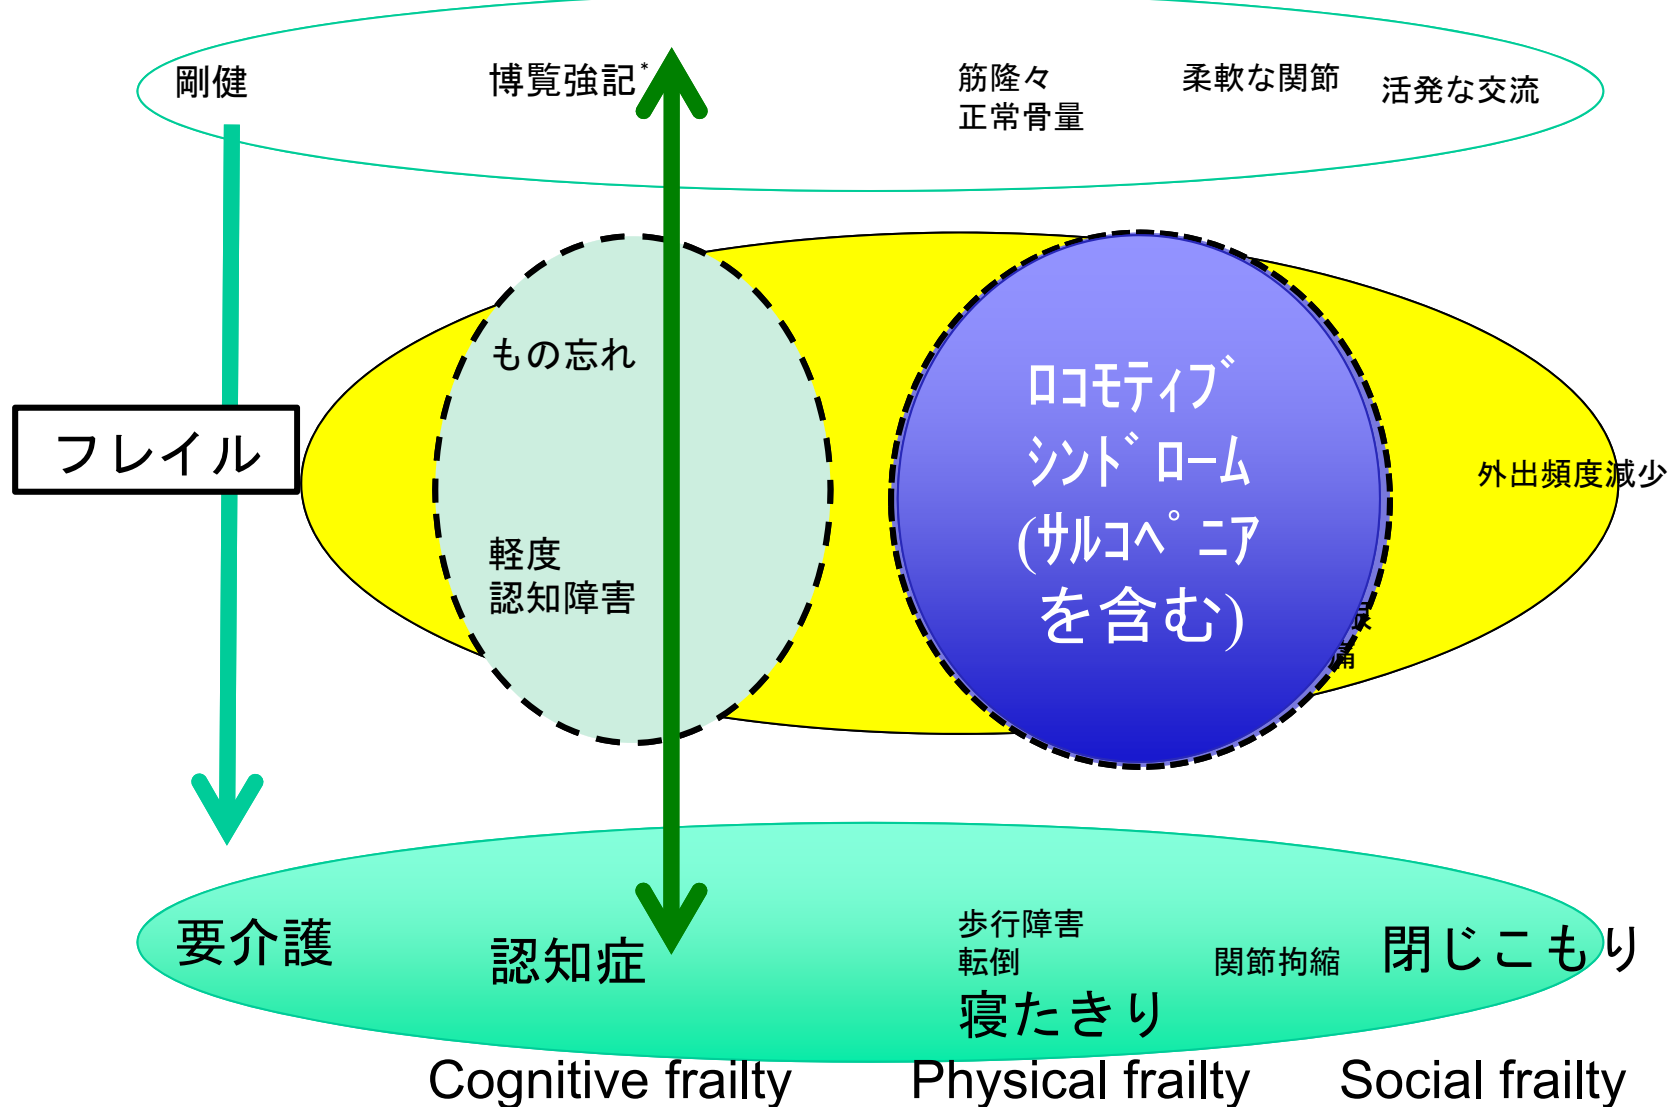 剛健
博覧強記*
筋隆々
正常骨量
柔軟な関節
活発な交流
もの忘れ
フレイル
軽度
認知障害
ﾛｺﾓﾃｨﾌﾞ
ｼﾝﾄﾞﾛｰﾑ
(ｻﾙｺﾍﾟﾆｱ
を含む)
痛
外出頻度減少
要介護
認知症
歩行障害
転倒
寝たきり
関節拘縮
閉じこもり
Cognitive frailty
Physical frailty
Social frailty